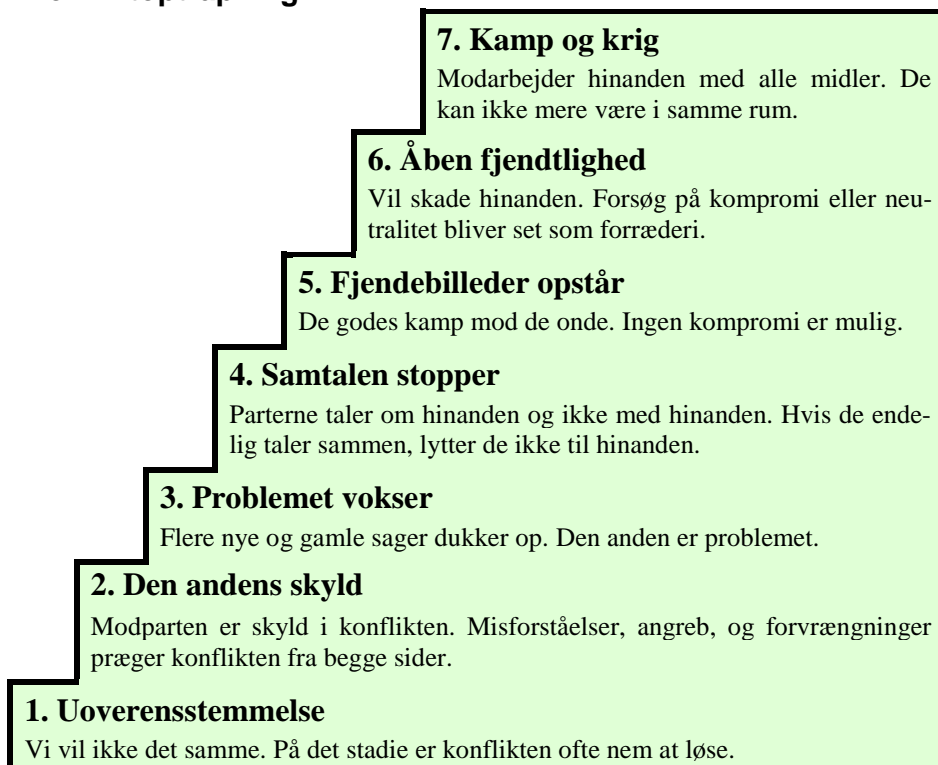 7. Kamp og krig
Modarbejder hinanden med alle midler. De
kan ikke mere være i samme rum.
6. Åben fjendtlighed
Vil skade hinanden. Forsøg på kompromi eller neu-
tralitet bliver set som forræderi.
5. Fjendebilleder opstår
De godes kamp mod de onde. Ingen kompromi er mulig.
4. Samtalen stopper
Parterne taler om hinanden og ikke med hinanden. Hvis de ende-
lig taler sammen, lytter de ikke til hinanden.
3. Problemet vokser
Flere nye og gamle sager dukker op. Den anden er problemet.
2. Den andens skyld
Modparten er skyld i konflikten. Misforståelser, angreb, og forvrængninger
præger konflikten fra begge sider.
1. Uoverensstemmelse
Vi vil ikke det samme. På det stadie er konflikten ofte nem at løse.